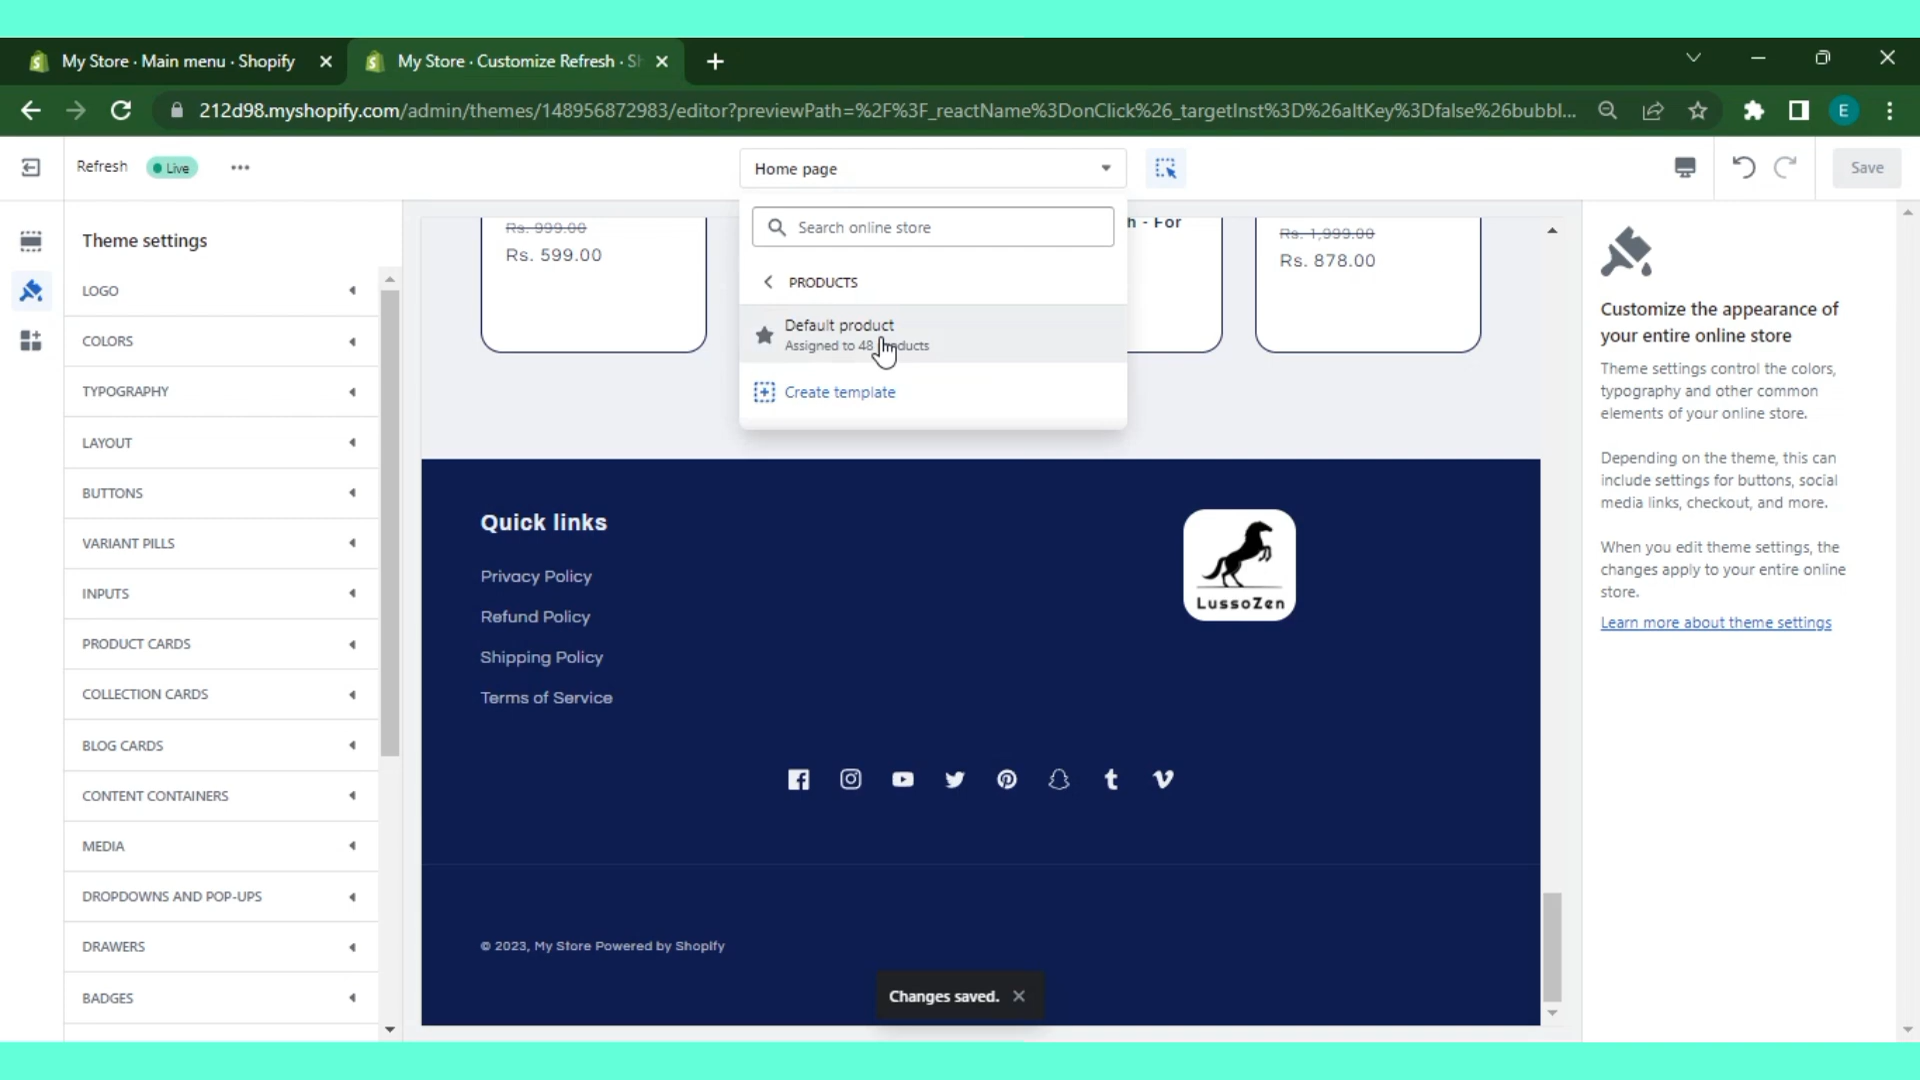 My Store · Main menu · Shopify
My Store · Customize Refresh · Sh
212d98.myshopify.com/admin/themes/148956872983/editor?previewPath=%2F%3F_reactName%3DonClick%26_targetInst%3D%26altKey%3Dfalse%26bubbl...
E
Refresh
Live
Home page
Save
Theme settings
LOGO
COLORS
TYPOGRAPHY
LAYOUT
BUTTONS
VARIANT PILLS
INPUTS
PRODUCT CARDS
COLLECTION CARDS
BLOG CARDS
CONTENT CONTAINERS
MEDIA
DROPDOWNS AND POP-UPS
DRAWERS
BADGES
Rs. 999.00
Rs. 599.00
Search online store
PRODUCTS
Default product
Assigned to 48 products
Create template
h - For
Rs. 1,999.00
Rs. 878.00
Quick links
Privacy Policy
Refund Policy
Shipping Policy
Terms of Service
LussoZen
© 2023, My Store Powered by Shopify
Changes saved.
Customize the appearance of
your entire online store
Theme settings control the colors,
typography and other common
elements of your online store.
Depending on the theme, this can
include settings for buttons, social
media links, checkout, and more.
When you edit theme settings, the
changes apply to your entire online
store.
Learn more about theme settings